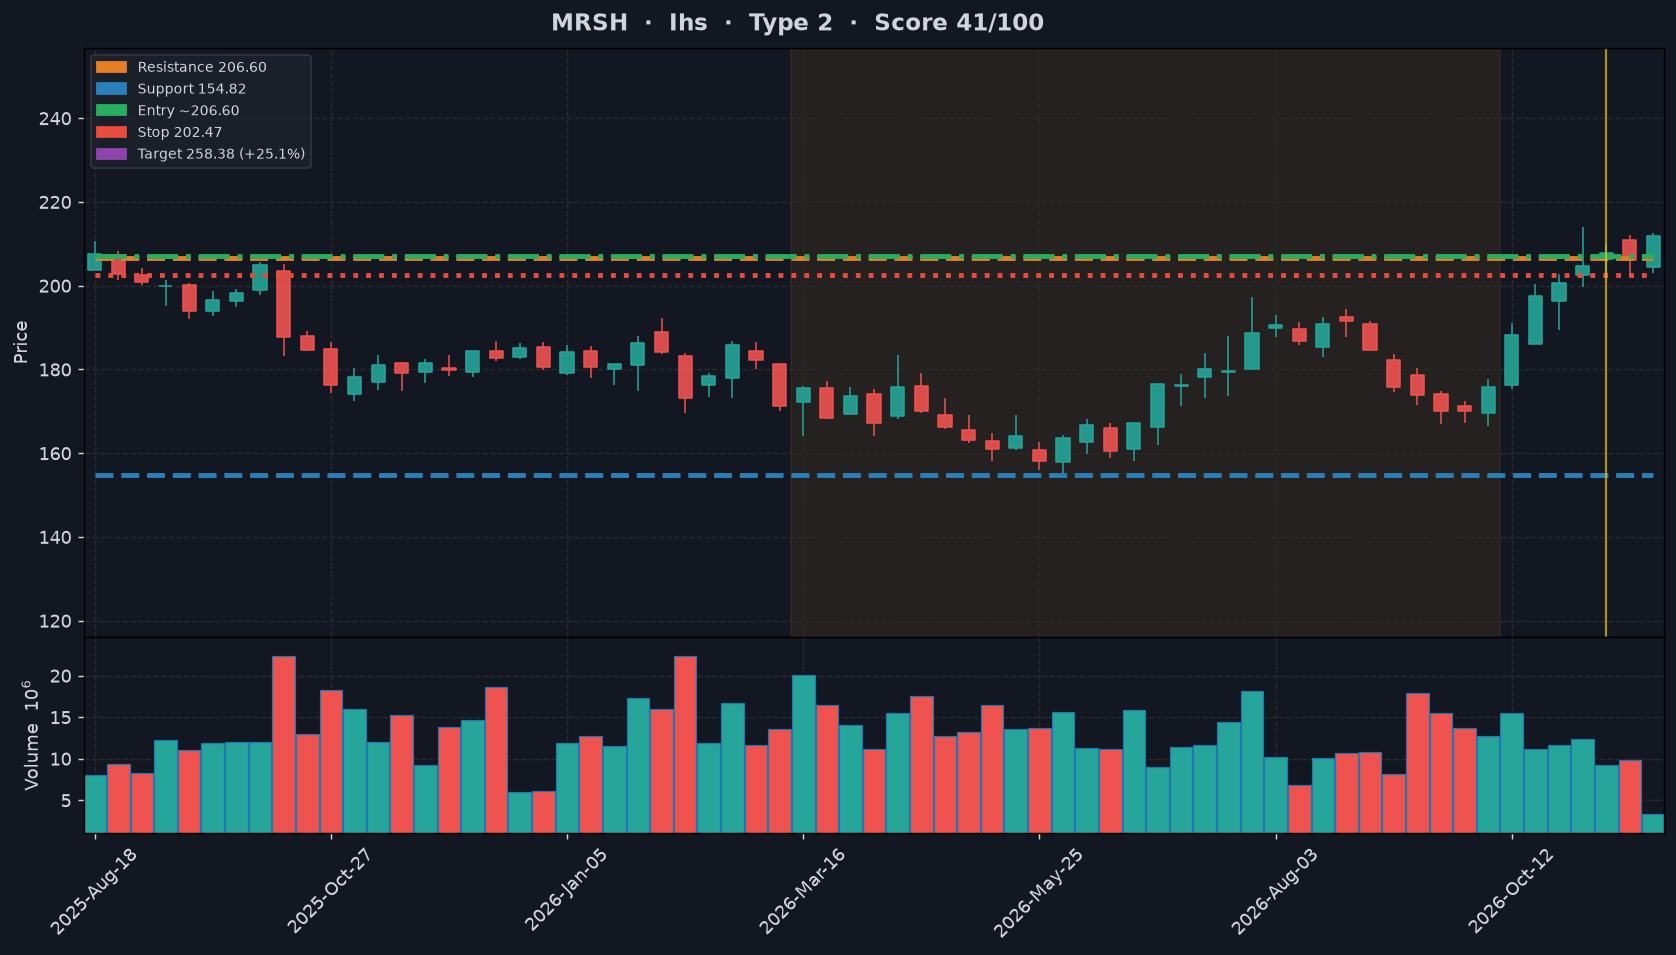 MRSH · Ihs · Type 2 · Score 41/100
Resistance 206.60
Support 154.82
Entry ~206.60
Stop 202.47
Target 258.38 (+25.1%)
Price
240
220
200
180
160
140
120
Volume 10⁶
20
15
10
5
2025-Aug-18
2025-Oct-27
2026-Jan-05
2026-Mar-16
2026-May-25
2026-Aug-03
2026-Oct-12